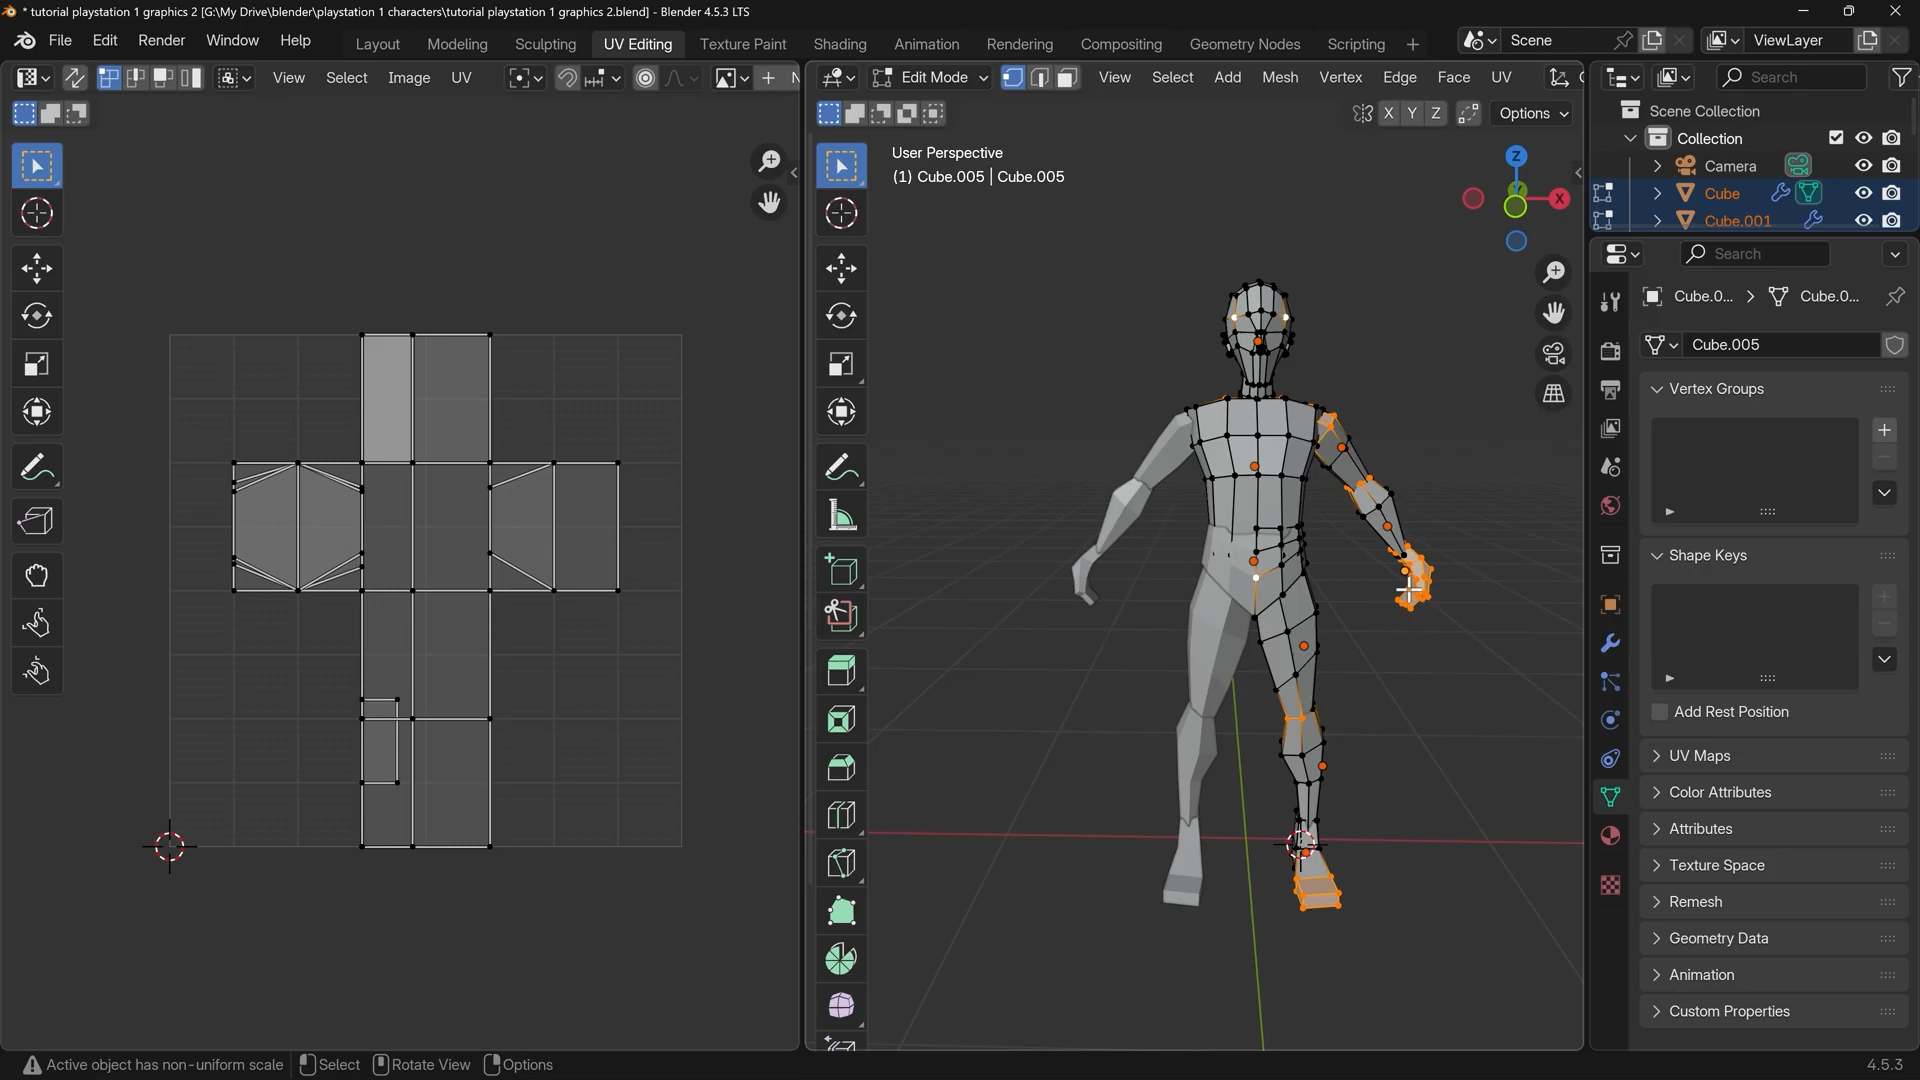 * tutorial playstation 1 graphics 2 [G:\My Drive\blender\playstation 1 characters\tutorial playstation 1 graphics 2.blend] - Blender 4.5.3 LTS
File Edit Render Window Help
Layout Modeling Sculpting UV Editing Texture Paint Shading Animation Rendering Compositing Geometry Nodes Scripting +
Scene
ViewLayer
View Select Image UV
Edit Mode
View Select Add Mesh Vertex Edge Face UV
Search
X Y Z
Options
Scene Collection
Collection
Camera
Cube
Cube.001
User Perspective
(1) Cube.005 | Cube.005
Z
X
Search
Cube.0... Cube.0...
Cube.005
Vertex Groups
Shape Keys
Add Rest Position
UV Maps
Color Attributes
Attributes
Texture Space
Remesh
Geometry Data
Animation
Custom Properties
Active object has non-uniform scale
Select
Rotate View
Options
4.5.3